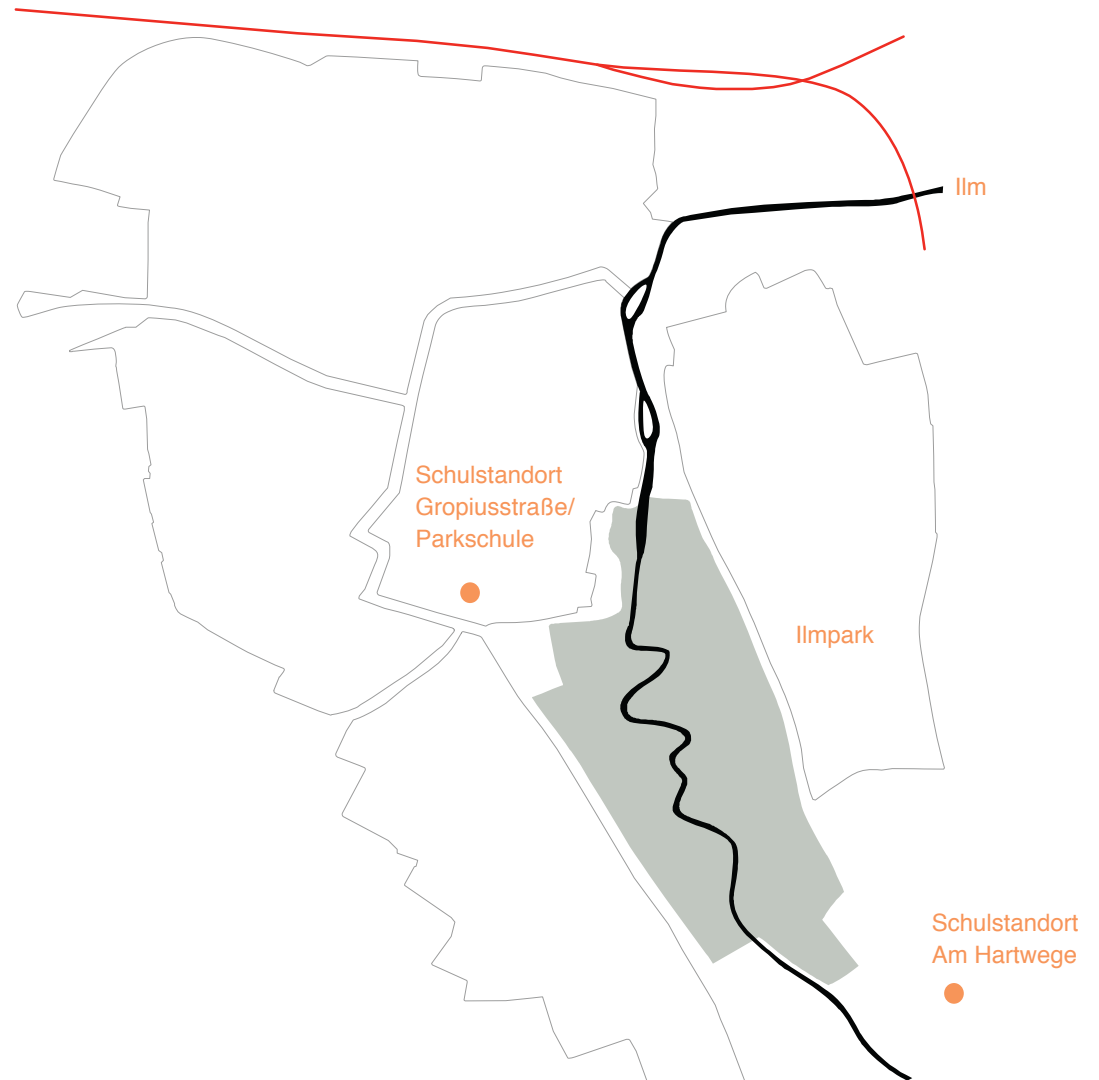 Ilm
Schulstandort
Gropiusstraße/
Parkschule
Ilmpark
Schulstandort
Am Hartwege